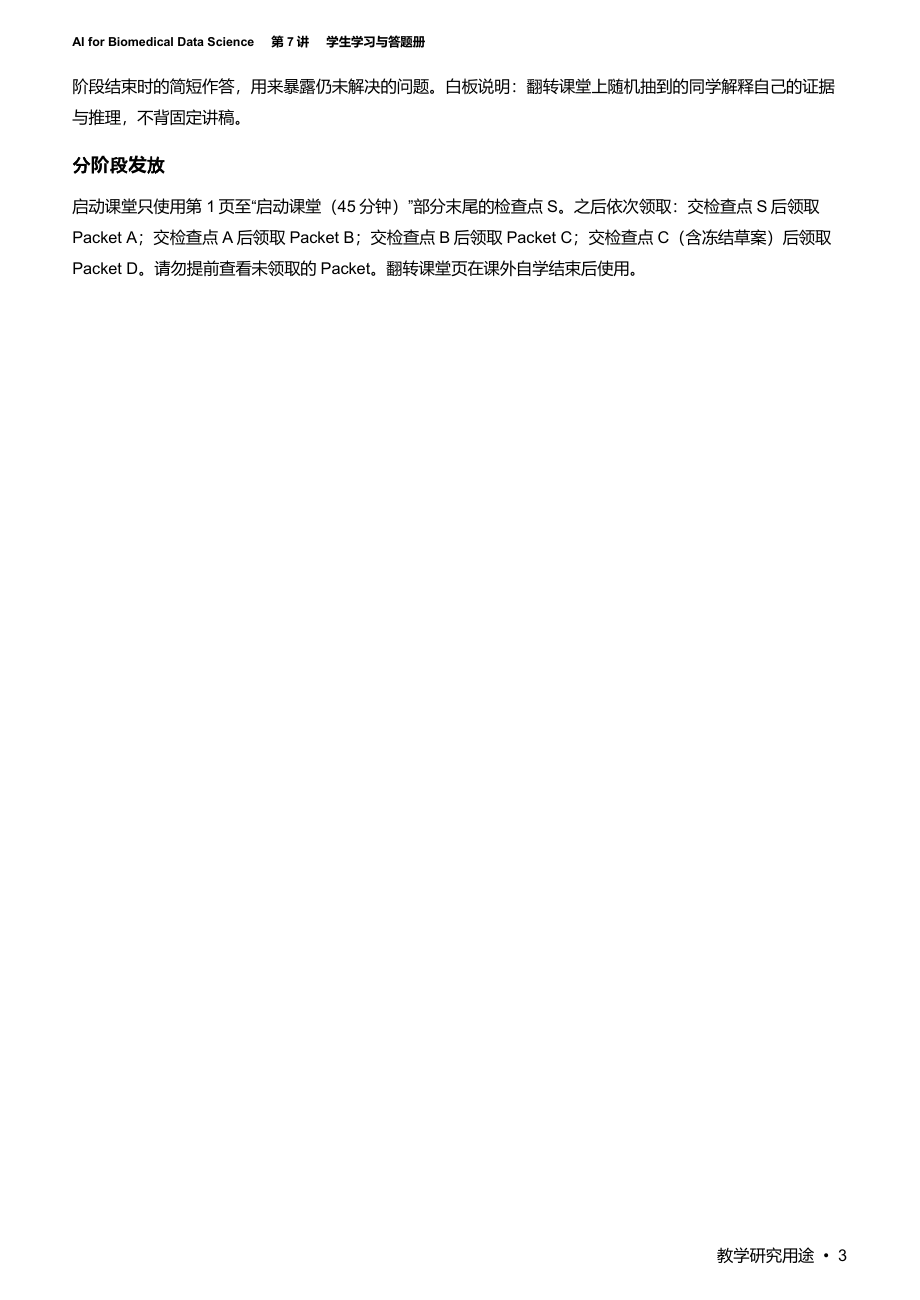 AI for Biomedical Data Science 第 7 讲 学生学习与答题册
阶段结束时的简短作答，用来暴露仍未解决的问题。白板说明：翻转课堂上随机抽到的同学解释自己的证据
与推理，不背固定讲稿。
分阶段发放
启动课堂只使用第 1 页至“启动课堂（45 分钟）”部分末尾的检查点 S。之后依次领取：交检查点 S 后领取
Packet A；交检查点 A 后领取 Packet B；交检查点 B 后领取 Packet C；交检查点 C（含冻结草案）后领取
Packet D。请勿提前查看未领取的 Packet。翻转课堂页在课外自学结束后使用。
教学研究用途 • 3